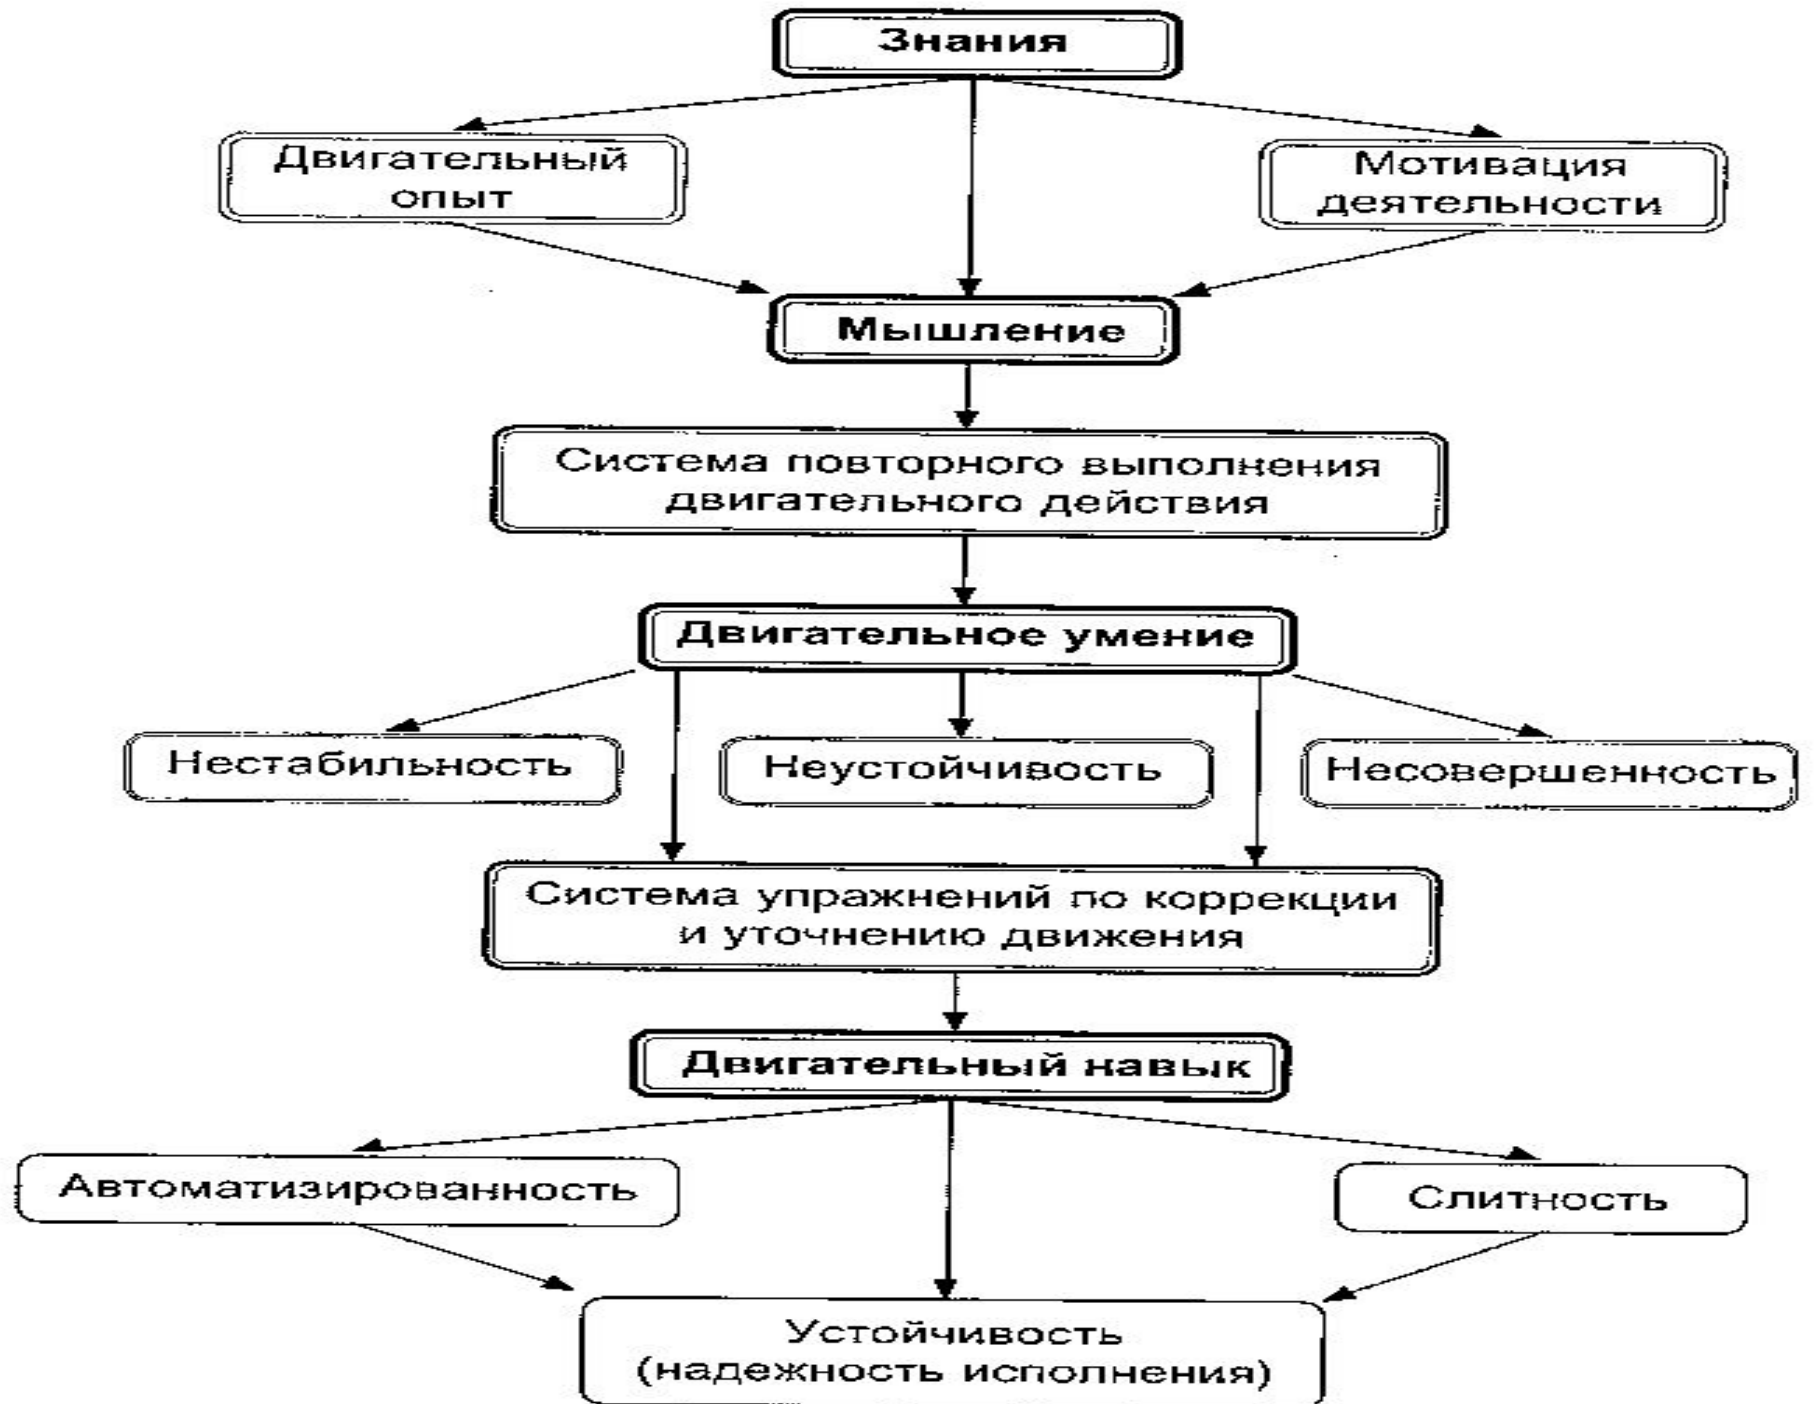 Знания
Двигательный
опыт
Мотивация
деятельности
Мышление
Система повторного выполнения
двигательного действия
Двигательное умение
Нестабильность
Неустойчивость
Несовершенность
Система упражнений по коррекции
и уточнению движения
Двигательный навык
Автоматизированность
Слитность
Устойчивость
(надежность исполнения)